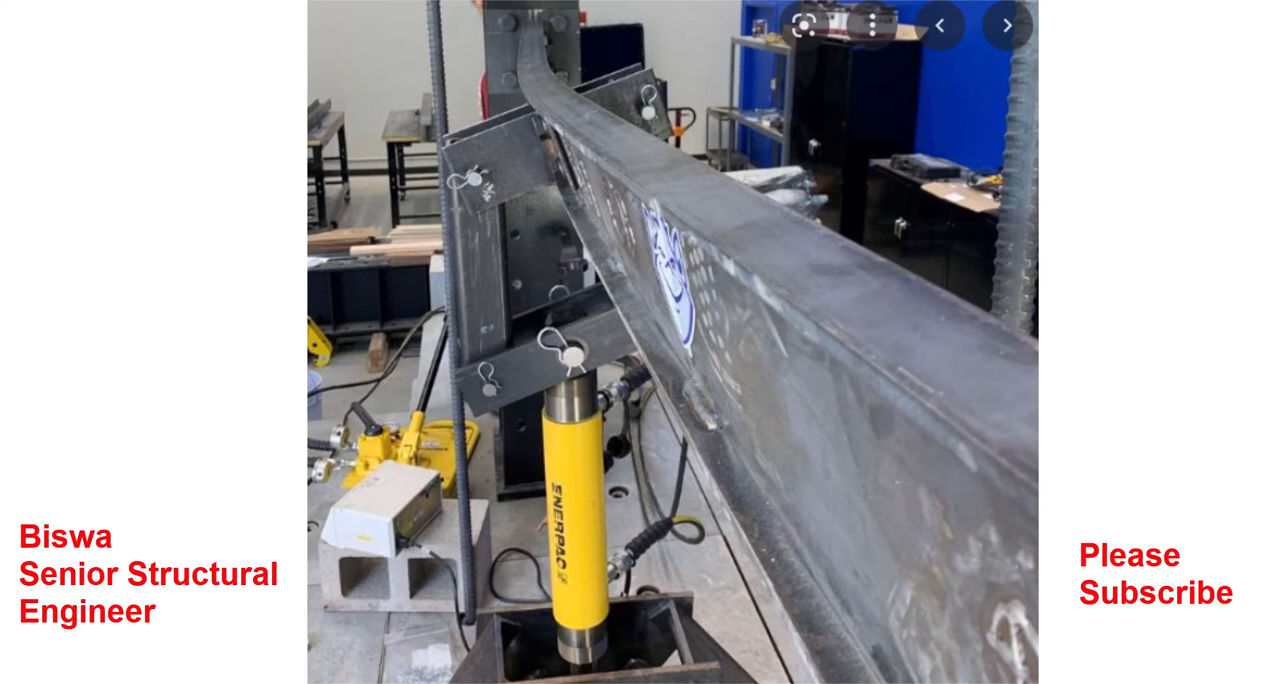 Biswa
Senior Structural
Engineer
ENERPAC
Please
Subscribe